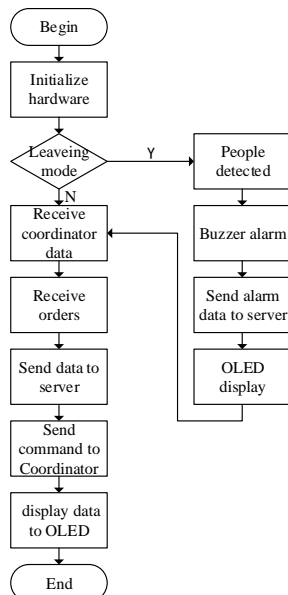 Begin
Initialize
hardware
Leaveing
mode
Y
N
People
detected
Buzzer alarm
Send alarm
data to server
OLED
display
Receive
coordinator
data
Receive
orders
Send data to
server
Send
command to
Coordinator
display data
to OLED
End